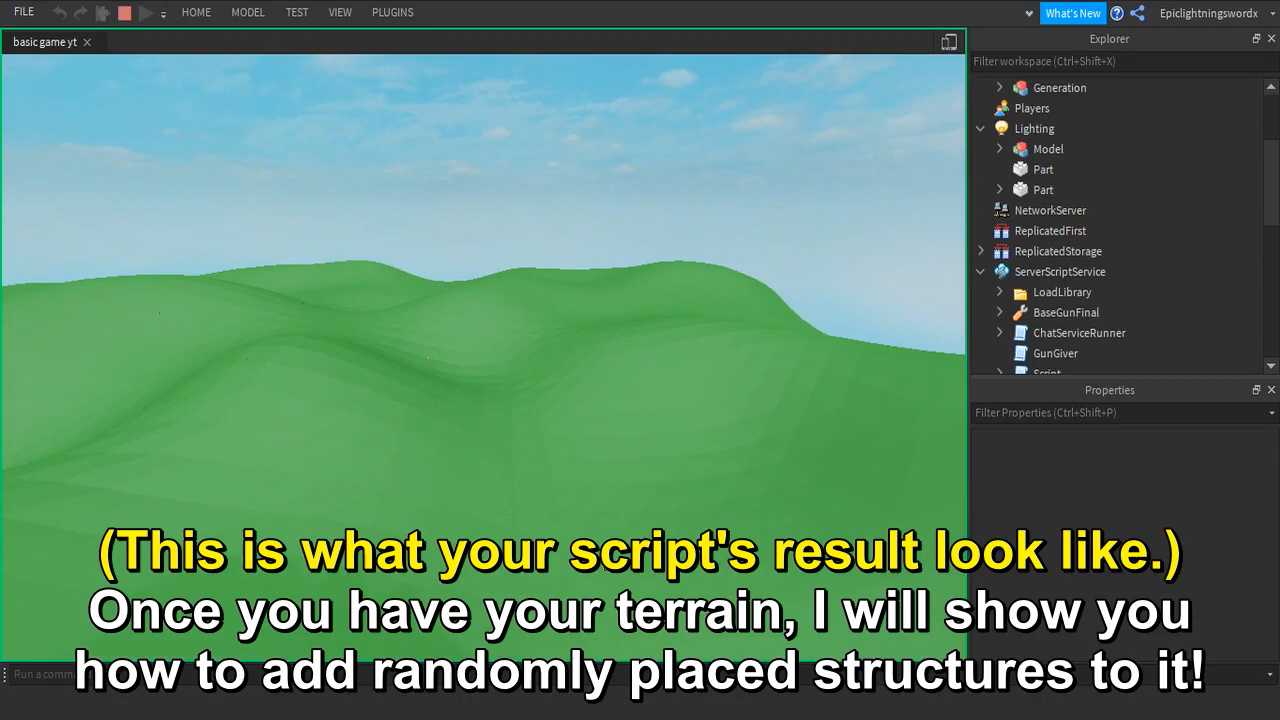 FILE HOME MODEL TEST VIEW PLUGINS What's New Epiclightningswordx
basic game yt
Explorer
Filter workspace (Ctrl+Shift+X)
Generation
Players
Lighting
Model
Part
Part
NetworkServer
ReplicatedFirst
ReplicatedStorage
ServerScriptService
LoadLibrary
BaseGunFinal
ChatServiceRunner
GunGiver
Script
Properties
Filter Properties (Ctrl+Shift+P)
(This is what your script's result look like.)
Once you have your terrain, I will show you
how to add randomly placed structures to it!
Run a comm